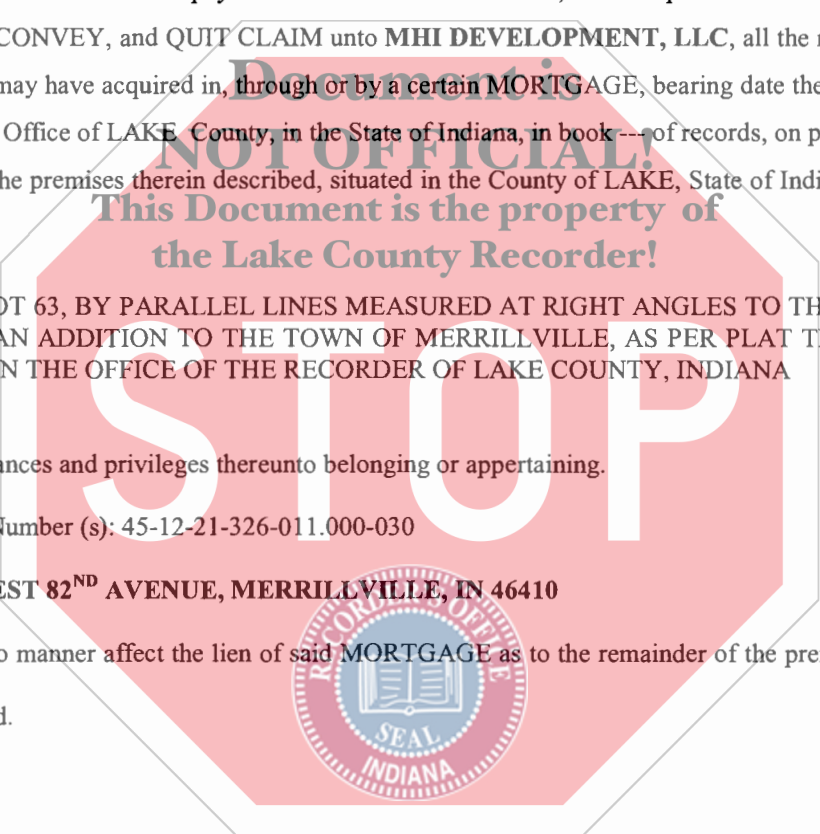 CONVEY, and QUIT CLAIM unto MHI DEVELOPMENT, LLC, all the
Document is
may have acquired in, through or by a certain MORTGAGE, bearing date the
Office of LAKE County, in the State of Indiana, in book --- of records, on
NOT OFFICIAL!
he premises therein described, situated in the County of LAKE, State of Indi
This Document is the property of
the Lake County Recorder!
OT 63, BY PARALLEL LINES MEASURED AT RIGHT ANGLES TO TH
AN ADDITION TO THE TOWN OF MERRILLVILLE, AS PER PLAT T
N THE OFFICE OF THE RECORDER OF LAKE COUNTY, INDIANA
STOP
ances and privileges thereunto belonging or appertaining.
Number (s): 45-12-21-326-011.000-030
EST 82ND AVENUE, MERRILLVILLE, IN 46410
RECORDER'S OFFICE
o manner affect the lien of said MORTGAGE as to the remainder of the pre
d.
SEAL
INDIANA